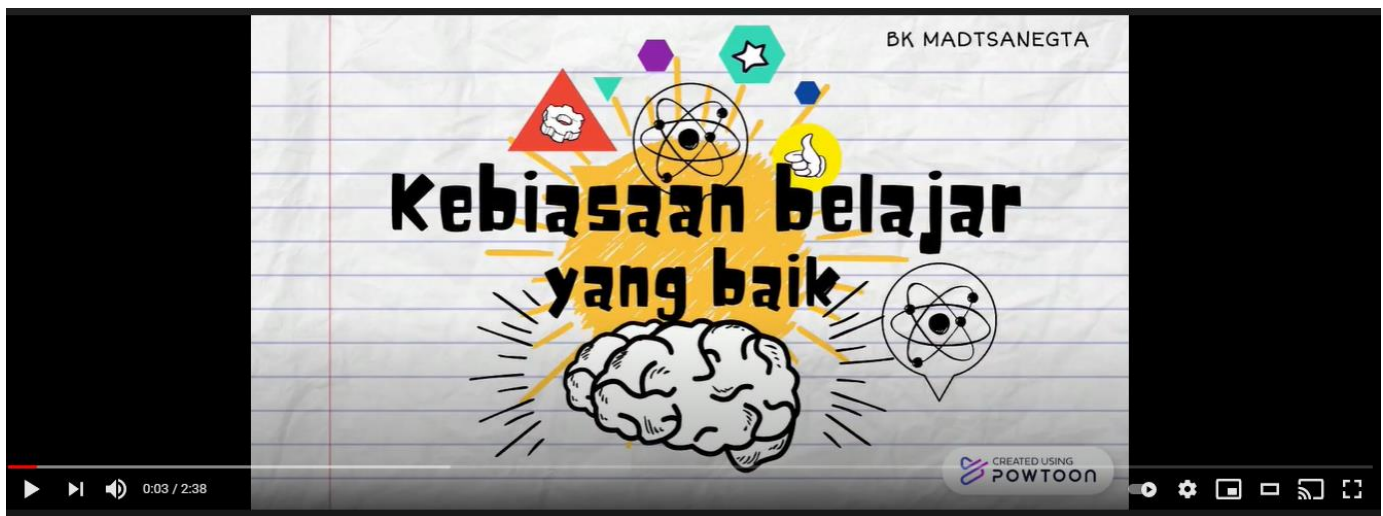 BK MADTSANEGTA
Kebiasaan belajar
yang baik
CREATED USING
POWTOON
0:03 / 2:38